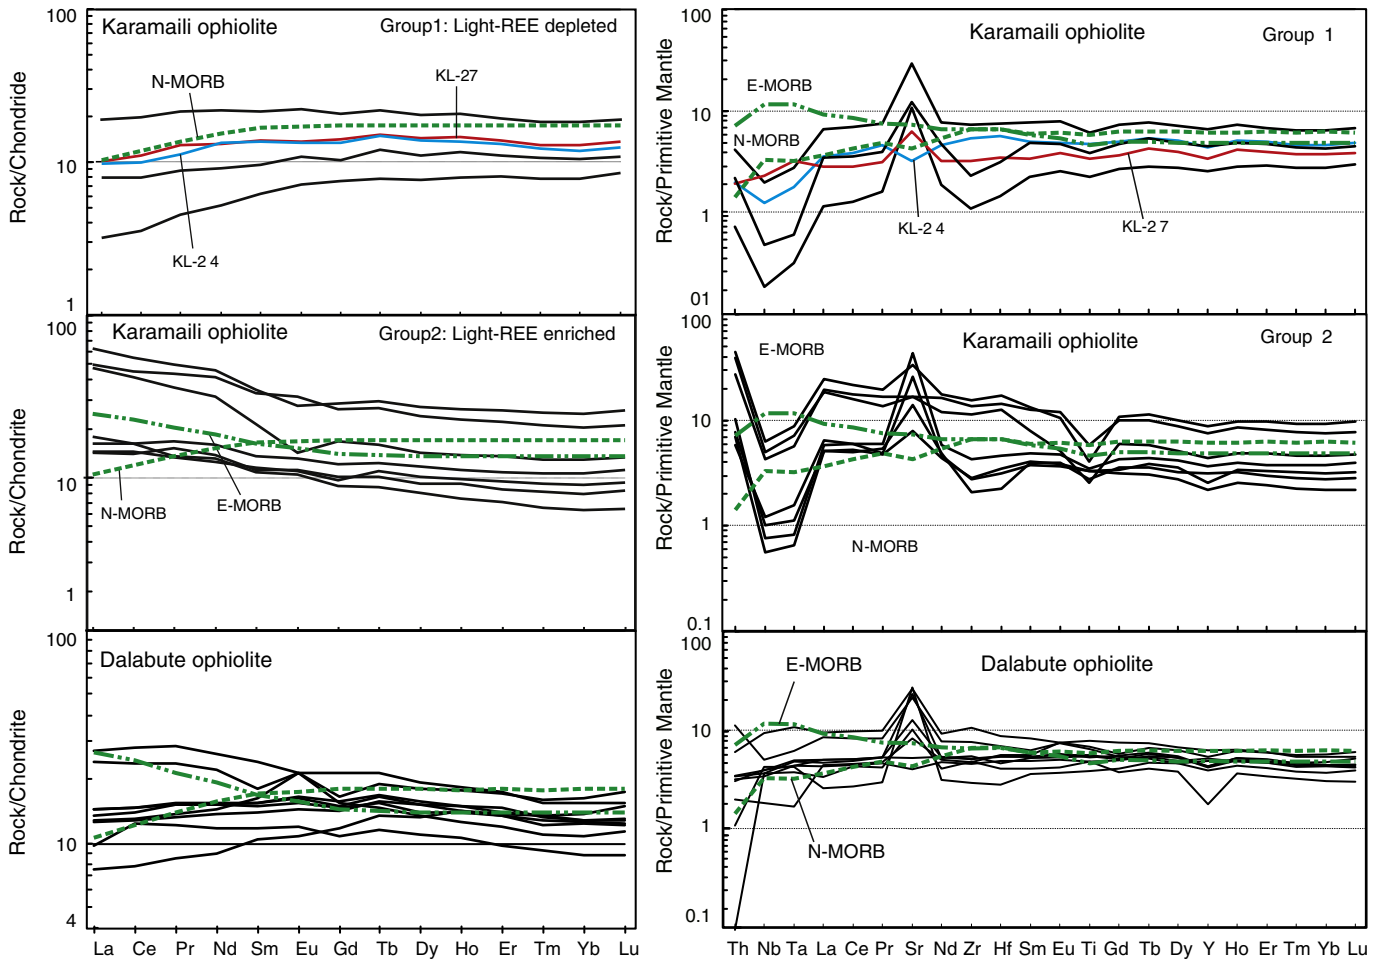 100
Karamaili ophiolite
Group1: Light-REE depleted
N-MORB
KL-27
10
KL-2 4
1
Rock/Chondride
100
Karamaili ophiolite
Group 1
E-MORB
10
N-MORB
1
KL-2 4
KL-2 7
01
Rock/Primitive Mantle
100
Karamaili ophiolite
Group2: Light-REE enriched
10
N-MORB
E-MORB
1
Rock/Chondrite
100
Karamaili ophiolite
Group 2
E-MORB
10
1
N-MORB
0.1
Rock/Primitive Mantle
100
Dalabute ophiolite
10
4
Rock/Chondrite
La Ce Pr Nd Sm Eu Gd Tb Dy Ho Er Tm Yb Lu
100
Dalabute ophiolite
E-MORB
10
1
N-MORB
0.1
Rock/Primitive Mantle
Th Nb Ta La Ce Pr Sr Nd Zr Hf Sm Eu Ti Gd Tb Dy Y Ho Er Tm Yb Lu